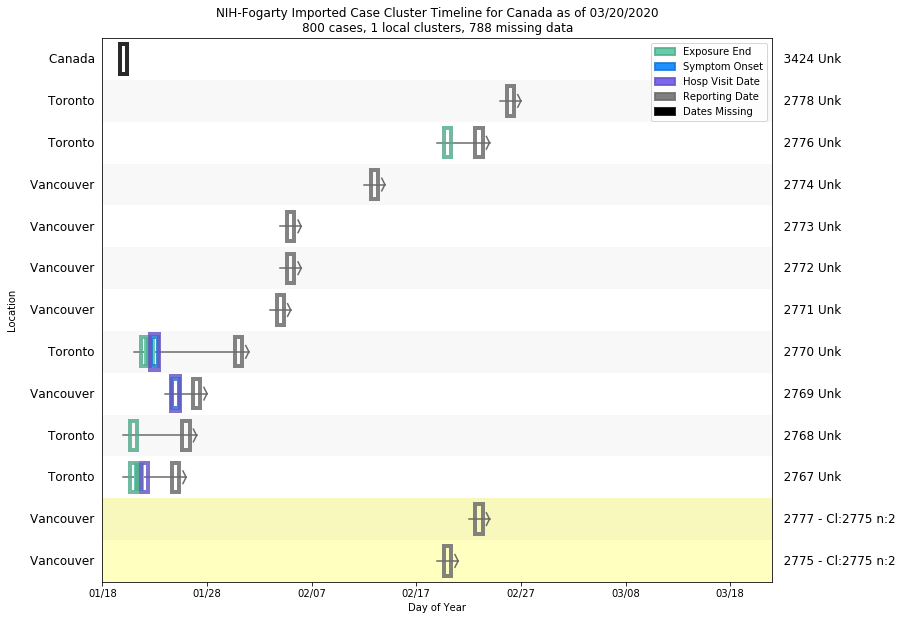 NIH-Fogarty Imported Case Cluster Timeline for Canada as of 03/20/2020
800 cases, 1 local clusters, 788 missing data
Exposure End
Symptom Onset
Hosp Visit Date
Reporting Date
Dates Missing
Canada 3424 Unk
Toronto 2778 Unk
Toronto 2776 Unk
Vancouver 2774 Unk
Vancouver 2773 Unk
Vancouver 2772 Unk
Vancouver 2771 Unk
Toronto 2770 Unk
Vancouver 2769 Unk
Toronto 2768 Unk
Toronto 2767 Unk
Vancouver 2777 - Cl:2775 n:2
Vancouver 2775 - Cl:2775 n:2
Location
01/18 01/28 02/07 02/17 02/27 03/08 03/18
Day of Year